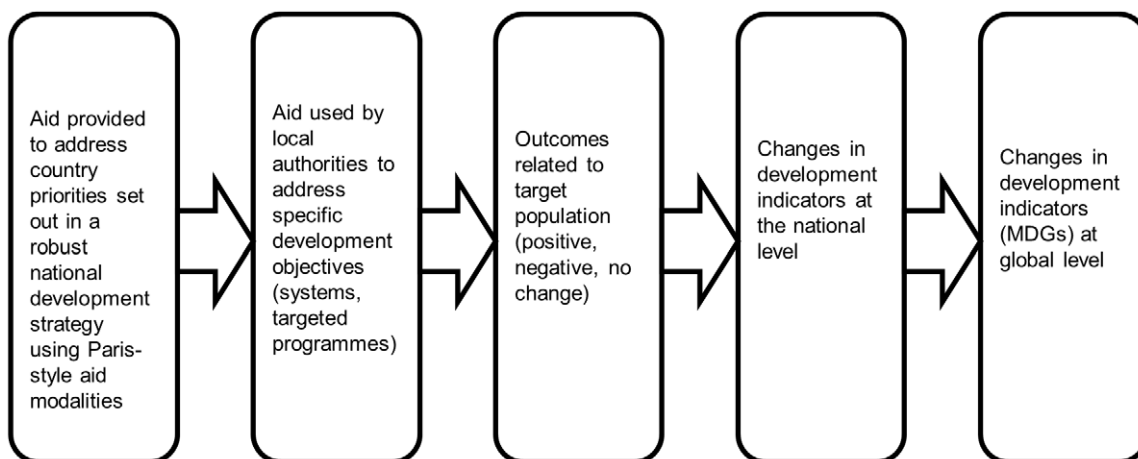 Aid provided
to address
country
priorities set
out in a
robust
national
development
strategy
using Paris-
style aid
modalities
Aid used by
local
authorities to
address
specific
development
objectives
(systems,
targeted
programmes)
Outcomes
related to
target
population
(positive,
negative, no
change)
Changes in
development
indicators at
the national
level
Changes in
development
indicators
(MDGs) at
global level